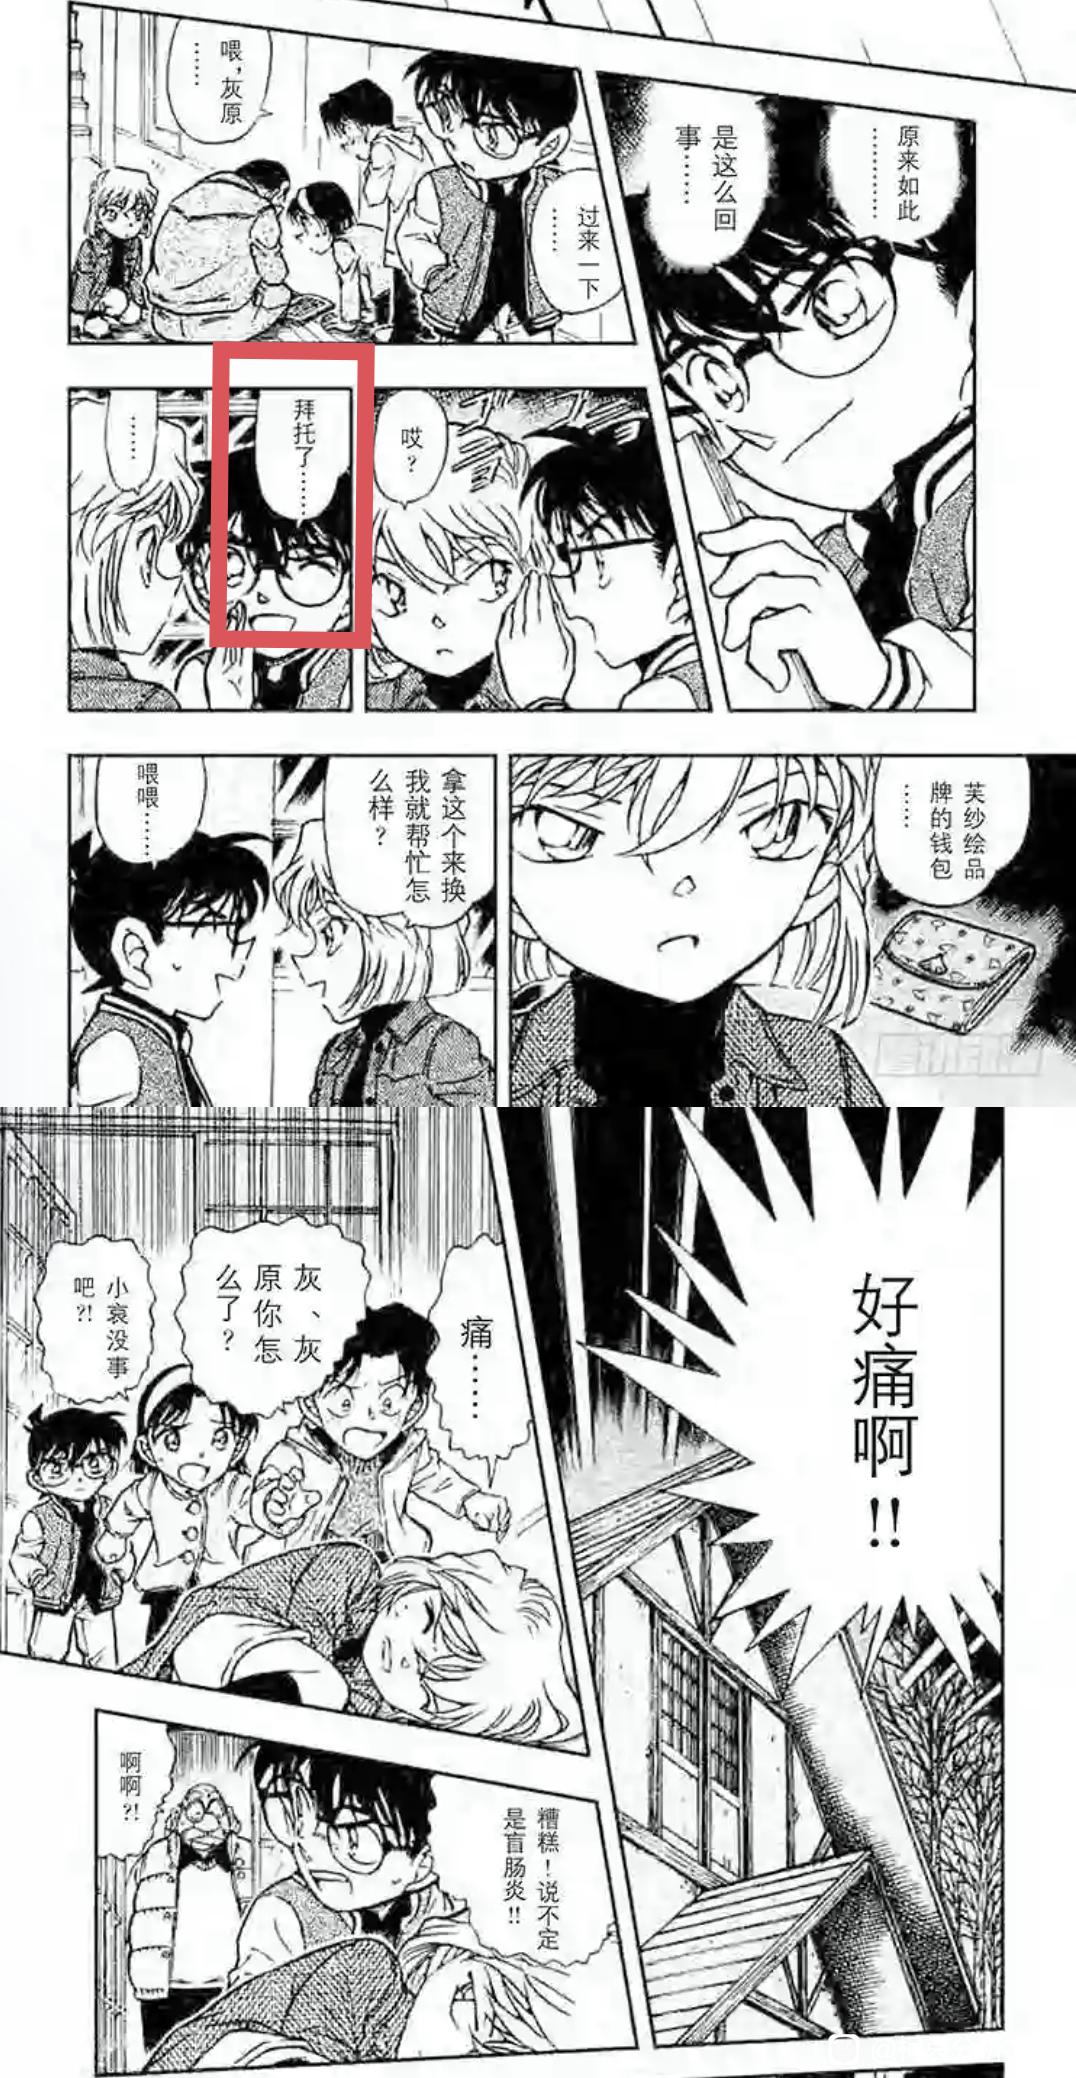 原来如此
…………
是这么回
事……
喂，灰原
……
过来一下
……
哎？
拜托了……
……
芙纱绘品
牌的钱包
……
拿这个来换
我就帮忙怎
么样？
喂喂……
好痛啊!!
痛……
灰、灰
原你怎
么了？
小哀没事
吧?!
糟糕！说不定
是盲肠炎!!
啊啊?!